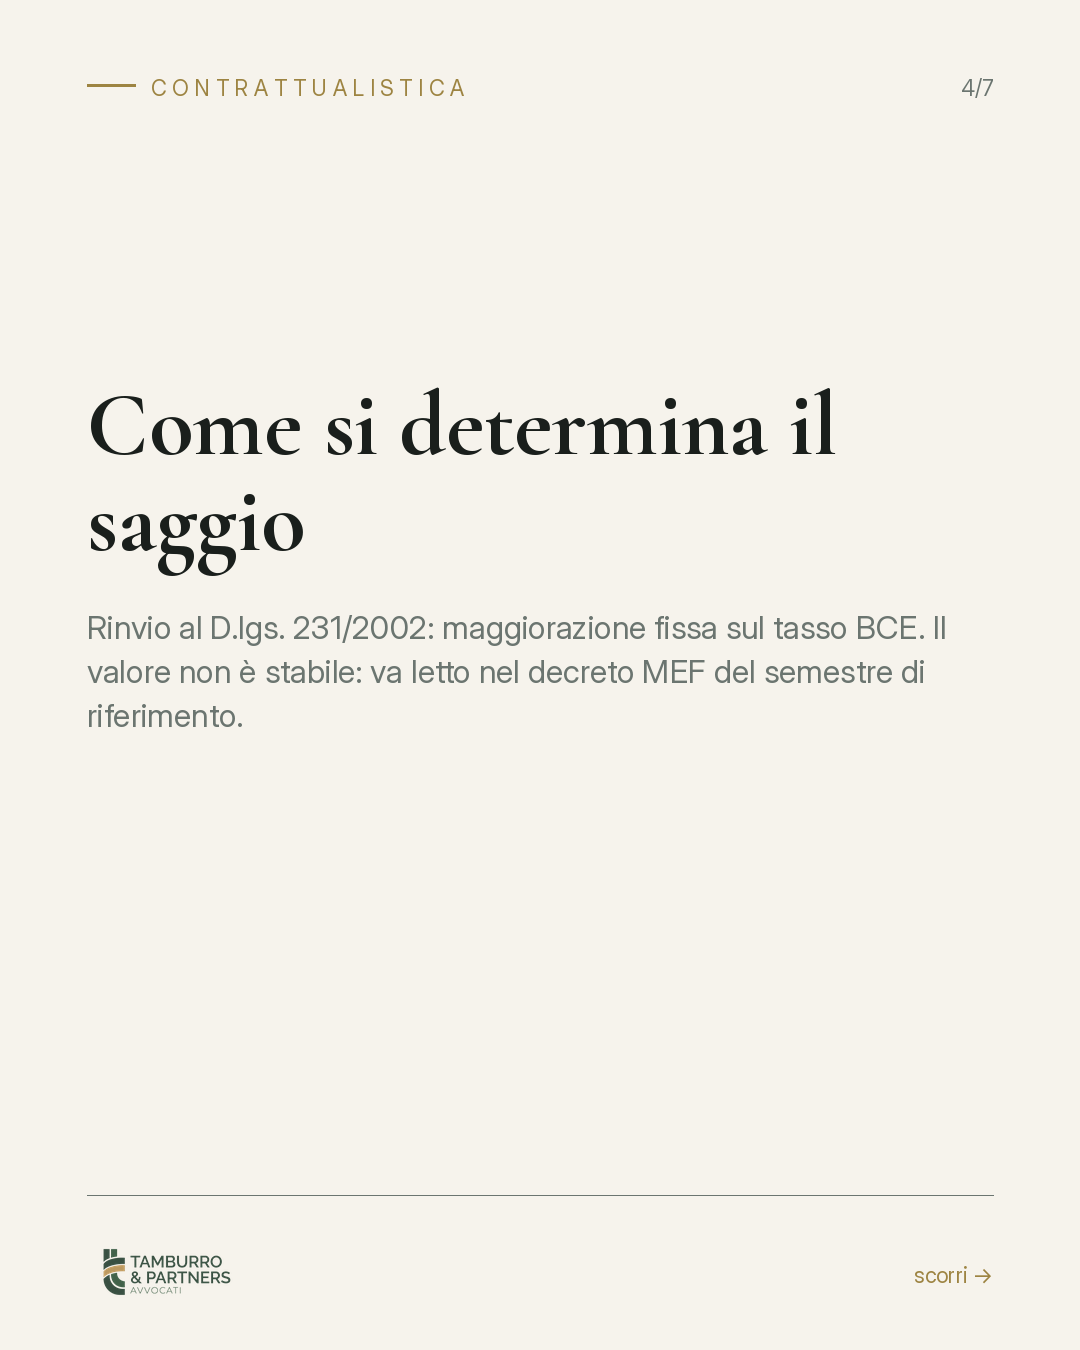 CONTRATTUALISTICA
4/7
Come si determina il
saggio
Rinvio al D.lgs. 231/2002: maggiorazione fissa sul tasso BCE. Il
valore non è stabile: va letto nel decreto MEF del semestre di
riferimento.
TAMBURRO
& PARTNERS
AVVOCATI
scorri →